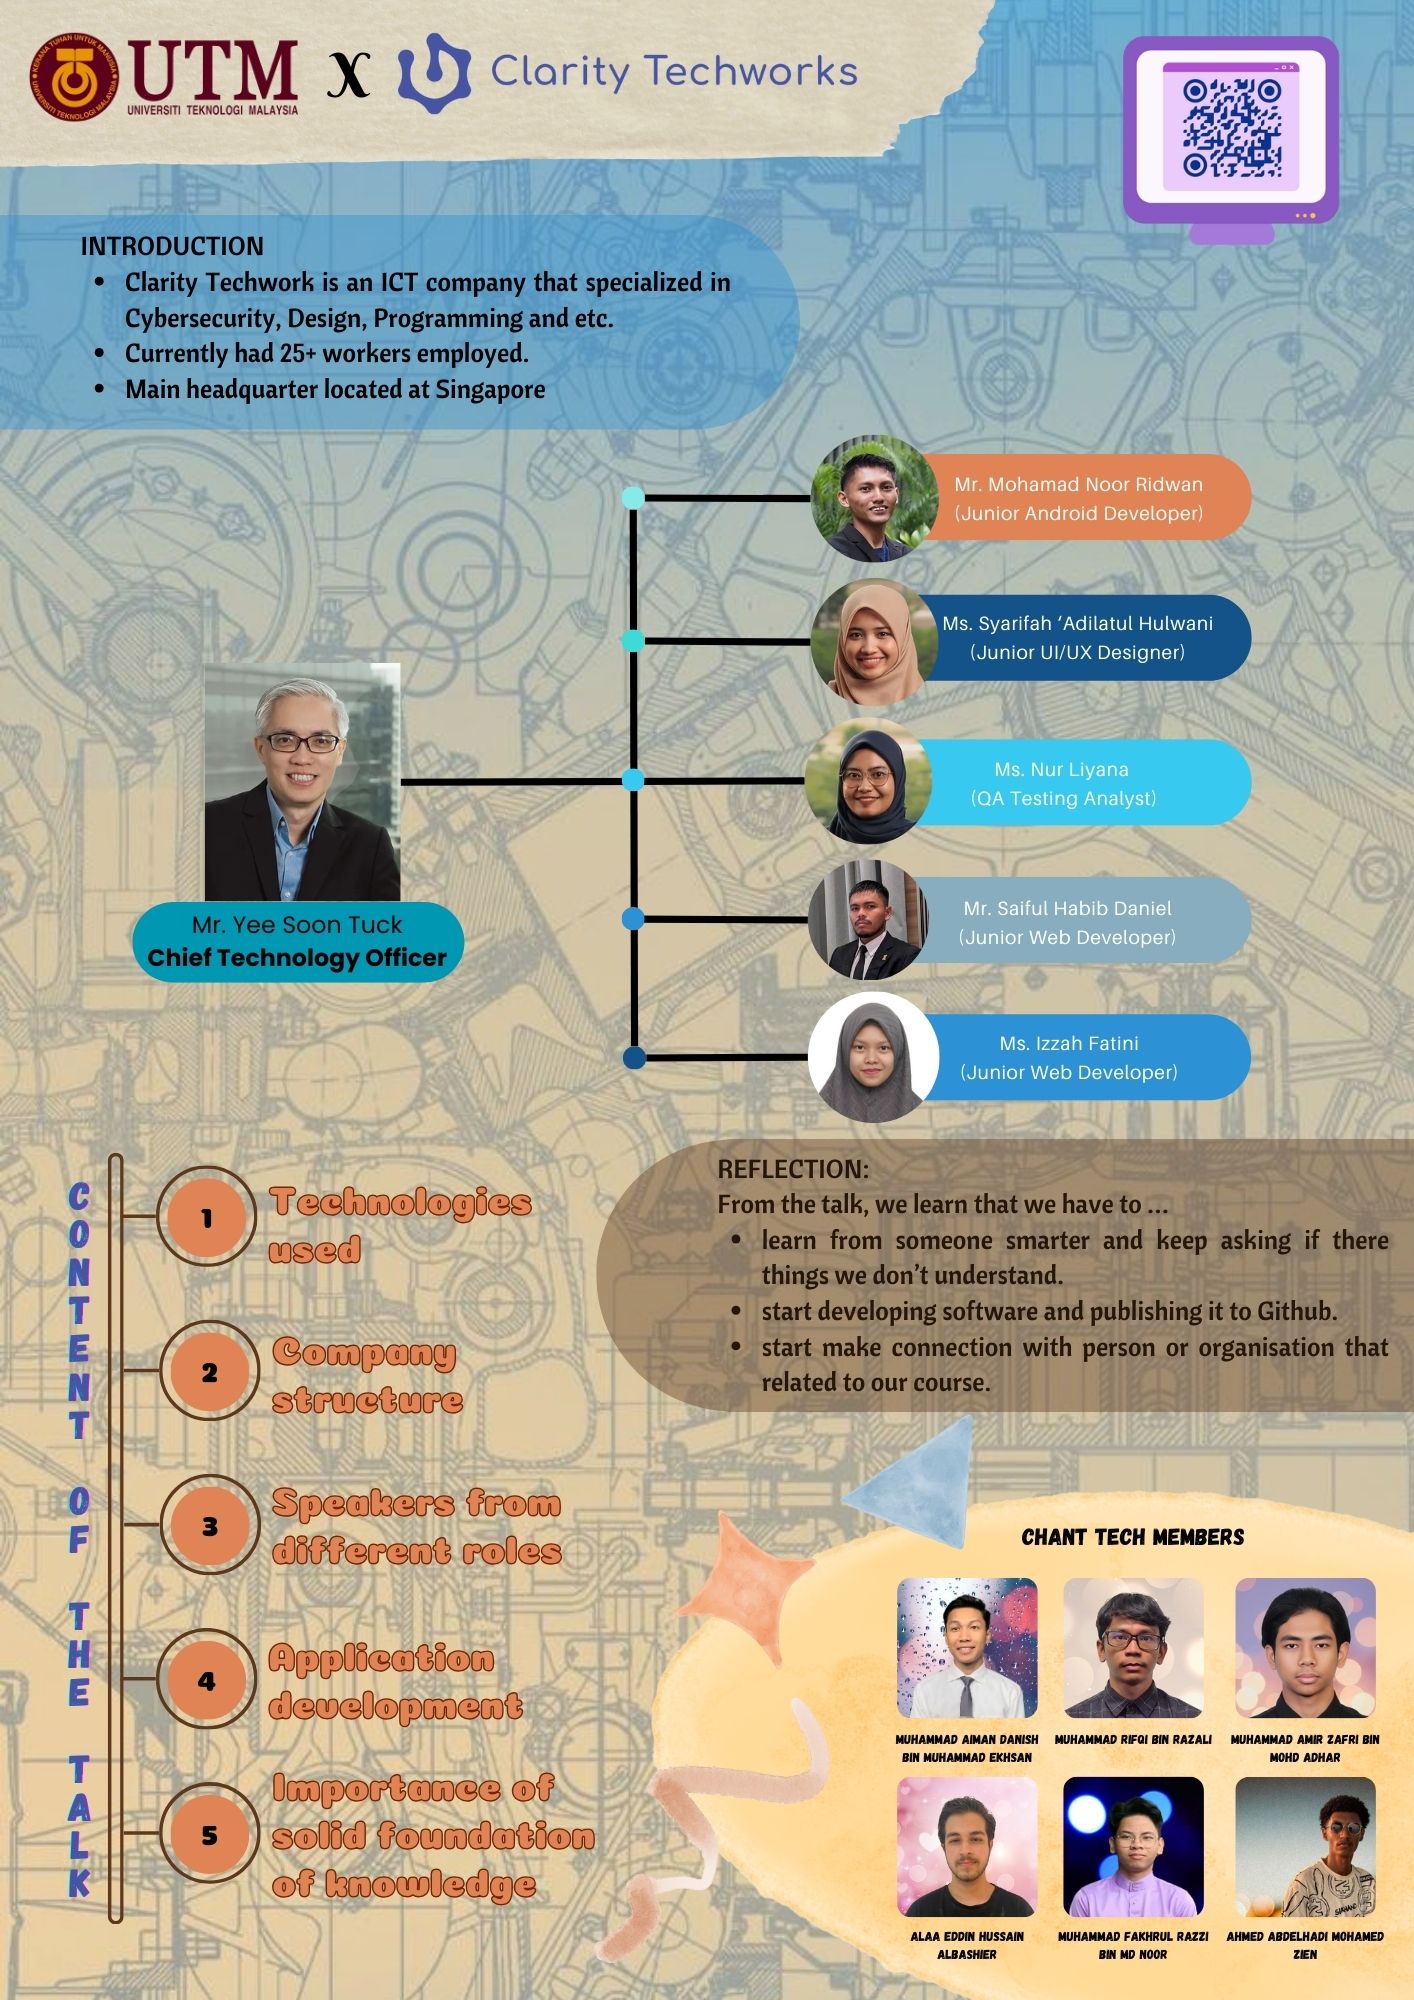 UTM
UNIVERSITI TEKNOLOGI MALAYSIA
KERANA TUHAN UNTUK MANUSIA
UNIVERSITI TEKNOLOGI MALAYSIA
X
Clarity Techworks
INTRODUCTION
• Clarity Techwork is an ICT company that specialized in
Cybersecurity, Design, Programming and etc.
• Currently had 25+ workers employed.
• Main headquarter located at Singapore
Mr. Mohamad Noor Ridwan
(Junior Android Developer)
Ms. Syarifah ‘Adilatul Hulwani
(Junior UI/UX Designer)
Ms. Nur Liyana
(QA Testing Analyst)
Mr. Yee Soon Tuck
Chief Technology Officer
Mr. Saiful Habib Daniel
(Junior Web Developer)
Ms. Izzah Fatini
(Junior Web Developer)
CONTENT OF THE TALK
1
Technologies
used
2
Company
structure
3
Speakers from
different roles
4
Application
development
5
Importance of
solid foundation
of knowledge
REFLECTION:
From the talk, we learn that we have to ...
• learn from someone smarter and keep asking if there
things we don’t understand.
• start developing software and publishing it to Github.
• start make connection with person or organisation that
related to our course.
CHANT TECH MEMBERS
MUHAMMAD AIMAN DANISH
BIN MUHAMMAD EKHSAN
MUHAMMAD RIFQI BIN RAZALI
MUHAMMAD AMIR ZAFRI BIN
MOHD ADHAR
ALAA EDDIN HUSSAIN
ALBASHIER
MUHAMMAD FAKHRUL RAZZI
BIN MD NOOR
AHMED ABDELHADI MOHAMED
ZIEN